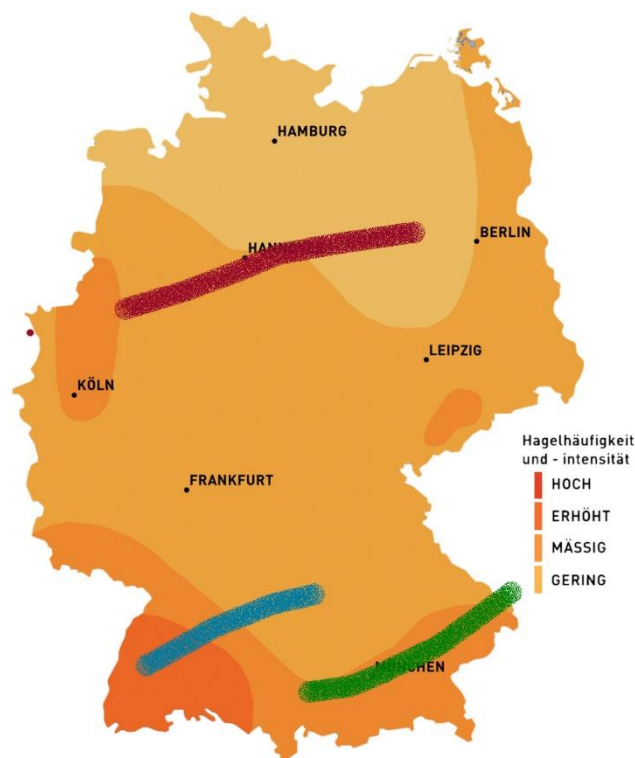 HAMBURG
BERLIN
LEIPZIG
KÖLN
FRANKFURT
Hagelhäufigkeit
und - intensität
HOCH
ERHÖHT
MÄSSIG
GERING